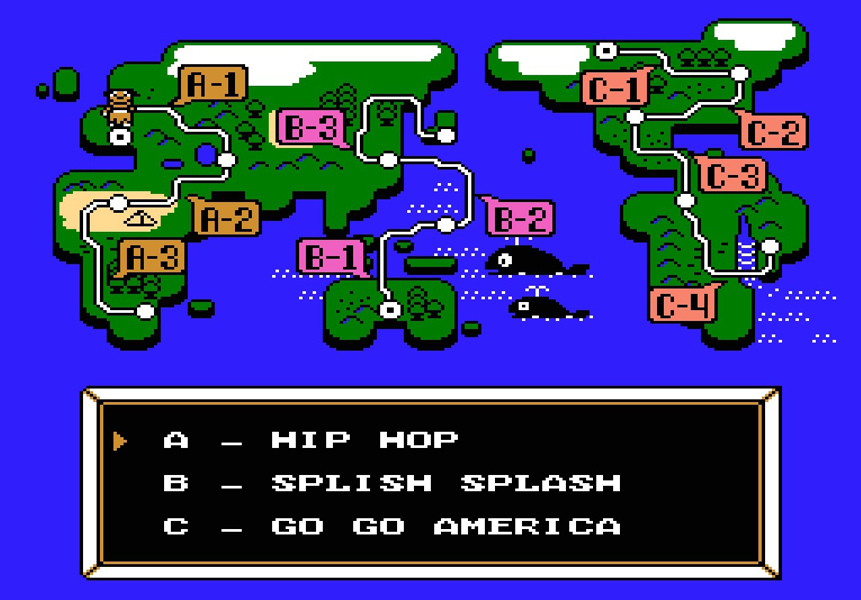 A-1
C-1
B-3
C-2
C-3
A-2
B-2
A-3
B-1
C-4
A - HIP HOP
B - SPLISH SPLASH
C - GO GO AMERICA